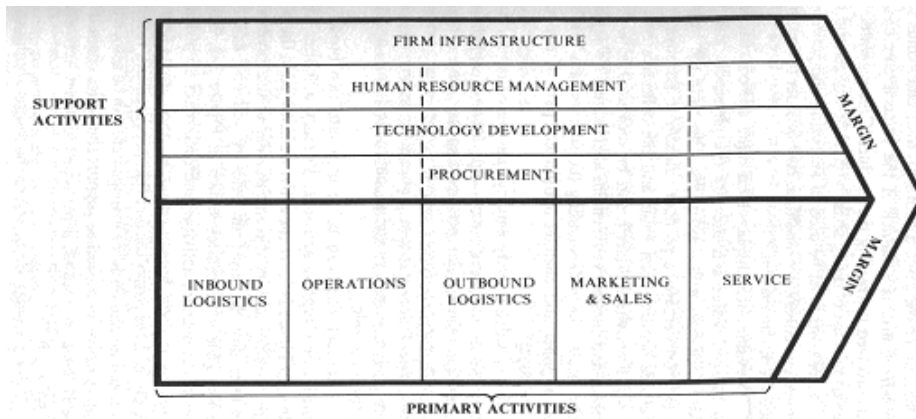 FIRM INFRASTRUCTURE
HUMAN RESOURCE MANAGEMENT
SUPPORT
ACTIVITIES
TECHNOLOGY DEVELOPMENT
PROCUREMENT
MARGIN
INBOUND
LOGISTICS
OPERATIONS
OUTBOUND
LOGISTICS
MARKETING
& SALES
SERVICE
MARGIN
PRIMARY ACTIVITIES